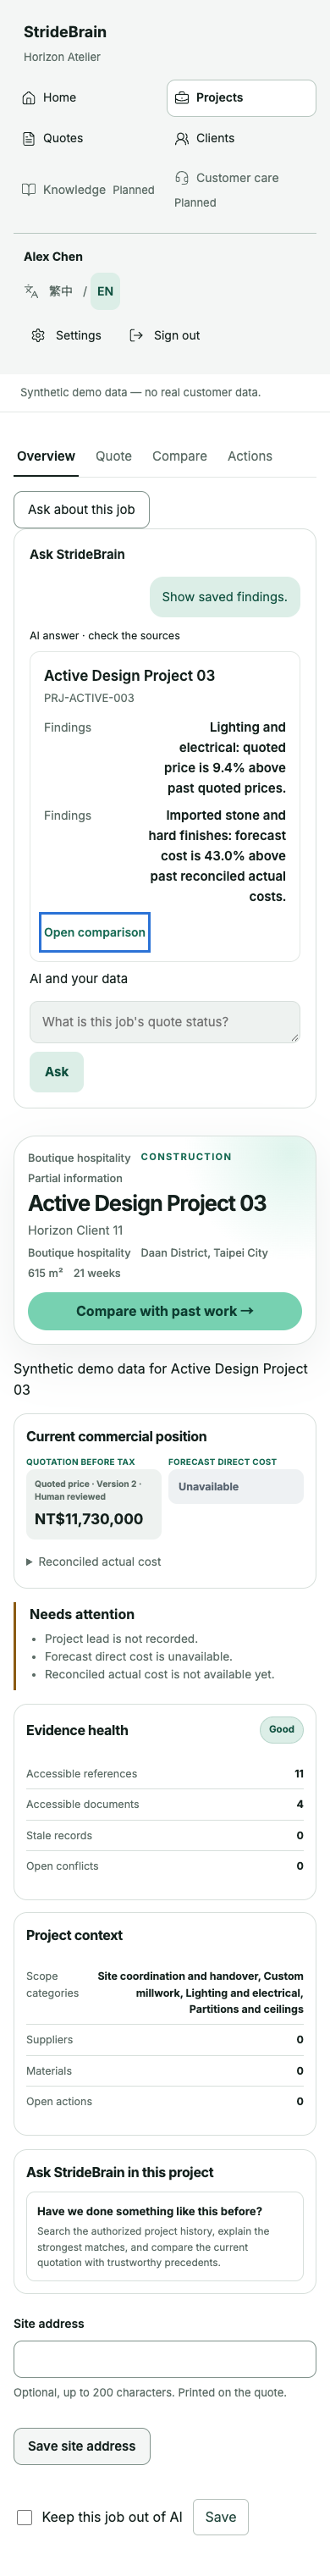 StrideBrain
Horizon Atelier
Home
Projects
Quotes
Clients
Knowledge Planned
Customer care
Planned
Alex Chen
繁中 / EN
Settings
Sign out
Synthetic demo data — no real customer data.
Overview Quote Compare Actions
Ask about this job
Ask StrideBrain
Show saved findings.
AI answer · check the sources
Active Design Project 03
PRJ-ACTIVE-003
Findings
Lighting and
electrical: quoted
price is 9.4% above
past quoted prices.
Findings
Imported stone and
hard finishes: forecast
cost is 43.0% above
past reconciled actual
costs.
Open comparison
AI and your data
What is this job's quote status?
Ask
Boutique hospitality CONSTRUCTION
Partial information
Active Design Project 03
Horizon Client 11
Boutique hospitality Daan District, Taipei City
615 m² 21 weeks
Compare with past work →
Synthetic demo data for Active Design Project
03
Current commercial position
QUOTATION BEFORE TAX
Quoted price · Version 2 ·
Human reviewed
NT$11,730,000
FORECAST DIRECT COST
Unavailable
Reconciled actual cost
Needs attention
• Project lead is not recorded.
• Forecast direct cost is unavailable.
• Reconciled actual cost is not available yet.
Evidence health
Good
Accessible references 11
Accessible documents 4
Stale records 0
Open conflicts 0
Project context
Scope
categories
Site coordination and handover, Custom
millwork, Lighting and electrical,
Partitions and ceilings
Suppliers 0
Materials 0
Open actions 0
Ask StrideBrain in this project
Have we done something like this before?
Search the authorized project history, explain the
strongest matches, and compare the current
quotation with trustworthy precedents.
Site address
Optional, up to 200 characters. Printed on the quote.
Save site address
Keep this job out of AI
Save